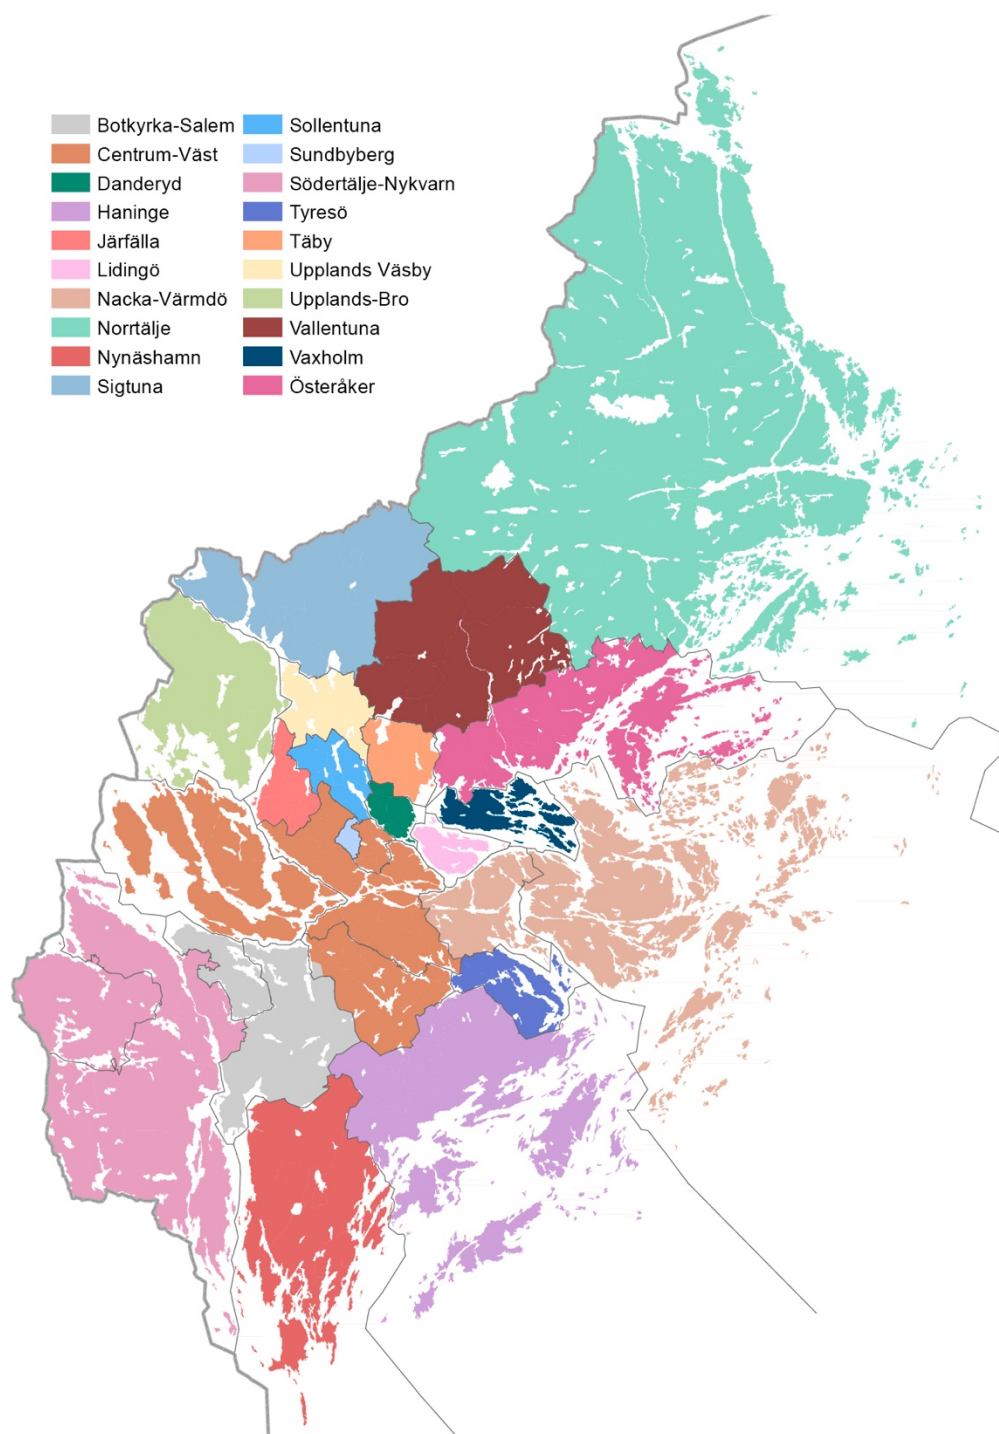 Botkyrka-Salem
Centrum-Väst
Danderyd
Haninge
Järfälla
Lidingö
Nacka-Värmdö
Norrtälje
Nynäshamn
Sigtuna
Sollentuna
Sundbyberg
Södertälje-Nykvarn
Tyresö
Täby
Upplands Väsby
Upplands-Bro
Vallentuna
Vaxholm
Österåker